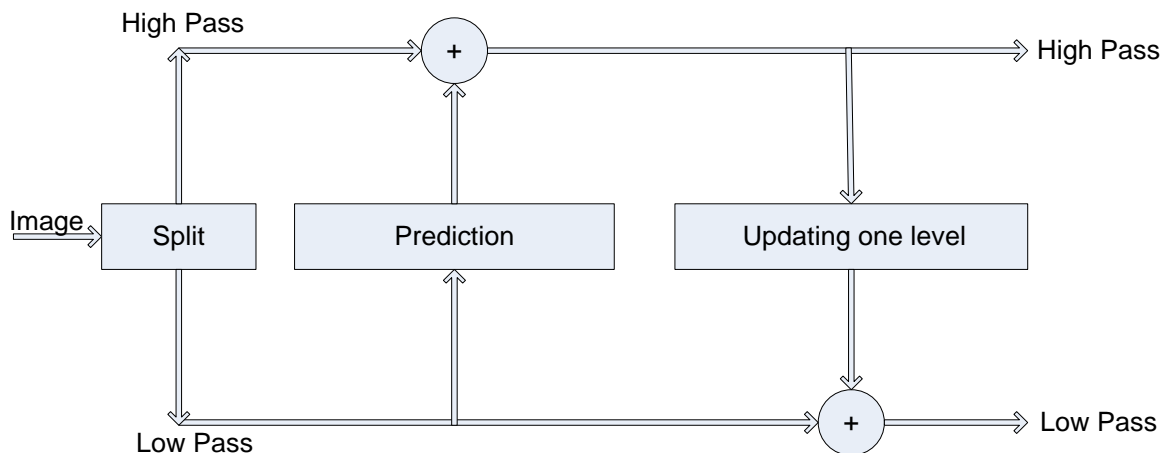 High Pass
+
High Pass
Image
Split
Prediction
Updating one level
Low Pass
+
Low Pass